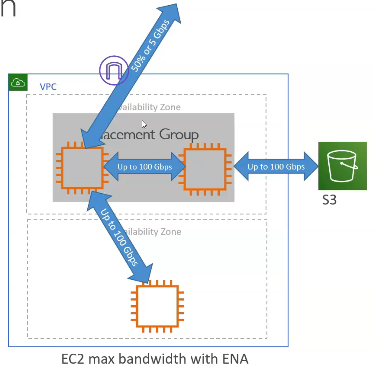 n
50% or 5 Gbps
VPC
Availability Zone
lacement Group
Up to 100 Gbps
Up to 100 Gbps
S3
Up to 100 Gbps
Availability Zone
EC2 max bandwidth with ENA